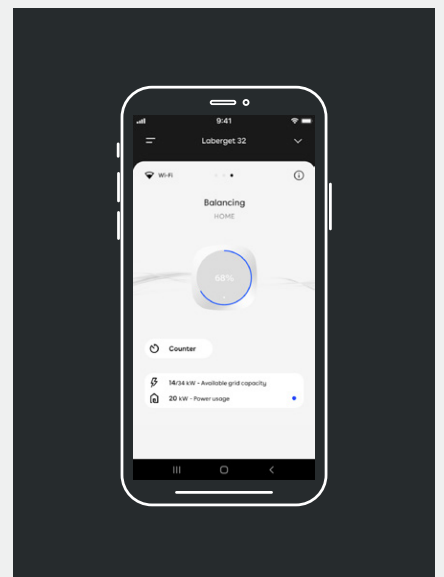 9:41
Laberget 32
Wi-Fi
Balancing
HOME
68%
Counter
14/34 kW - Available grid capacity
20 kW - Power usage